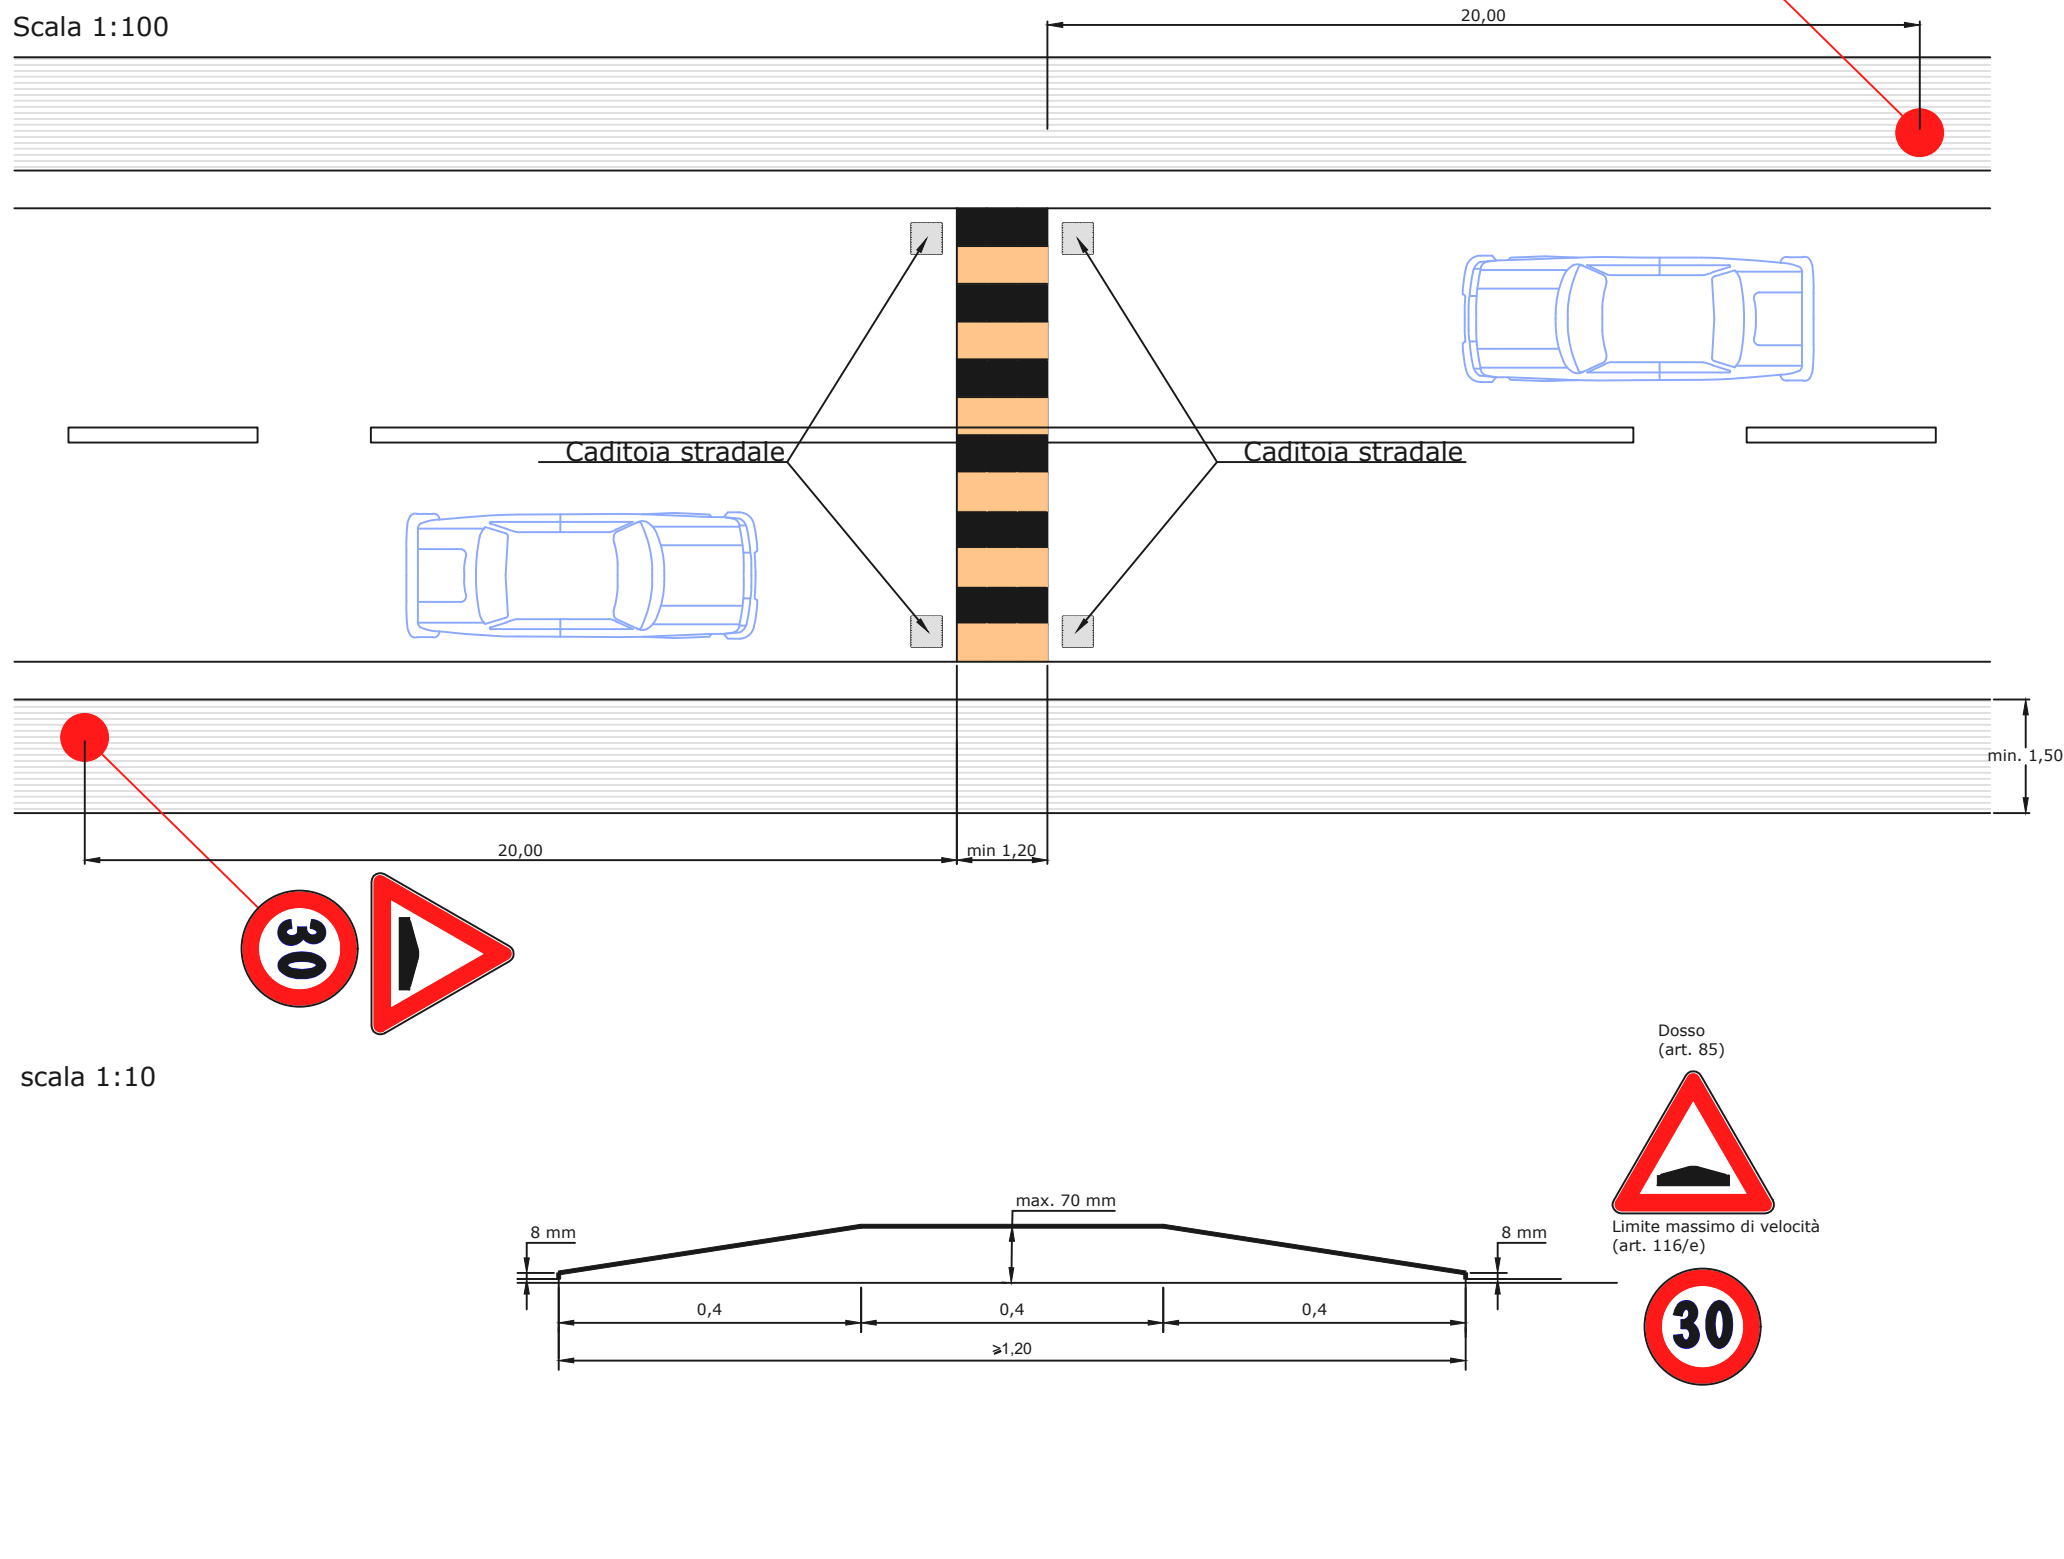 Scala 1:100
20,00
Caditoia stradale
Caditoia stradale
min. 1,50
20,00
min 1,20
30
Dosso
(art. 85)
scala 1:10
max. 70 mm
8 mm
8 mm
Limite massimo di velocità
(art. 116/e)
0,4
0,4
0,4
30
⩾1,20